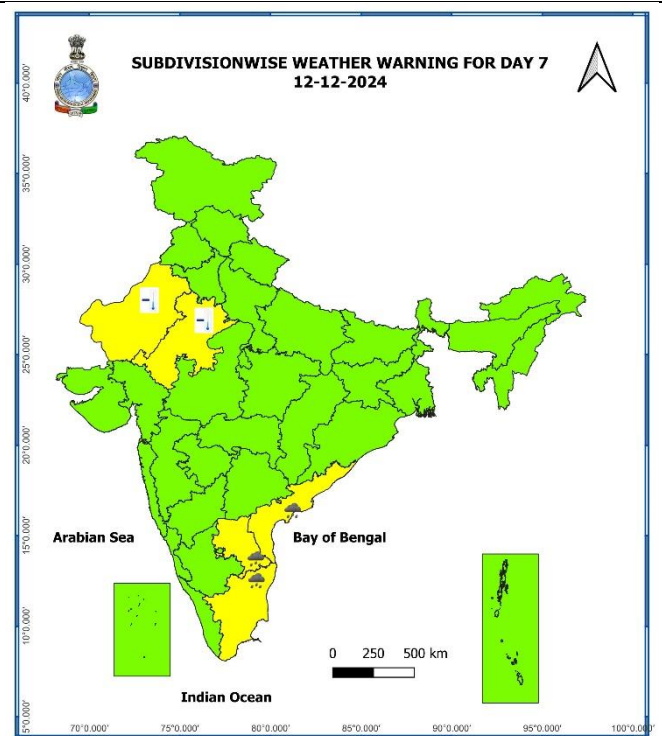 SUBDIVISIONWISE WEATHER WARNING FOR DAY 7
12-12-2024
40°0.000'
35°0.000'
30°0.000'
25°0.000'
20°0.000'
15°0.000'
10°0.000'
5°0.000'
Arabian Sea
Bay of Bengal
0 250 500 km
Indian Ocean
70°0.000' 75°0.000' 80°0.000' 85°0.000' 90°0.000' 95°0.000' 100°0.000'